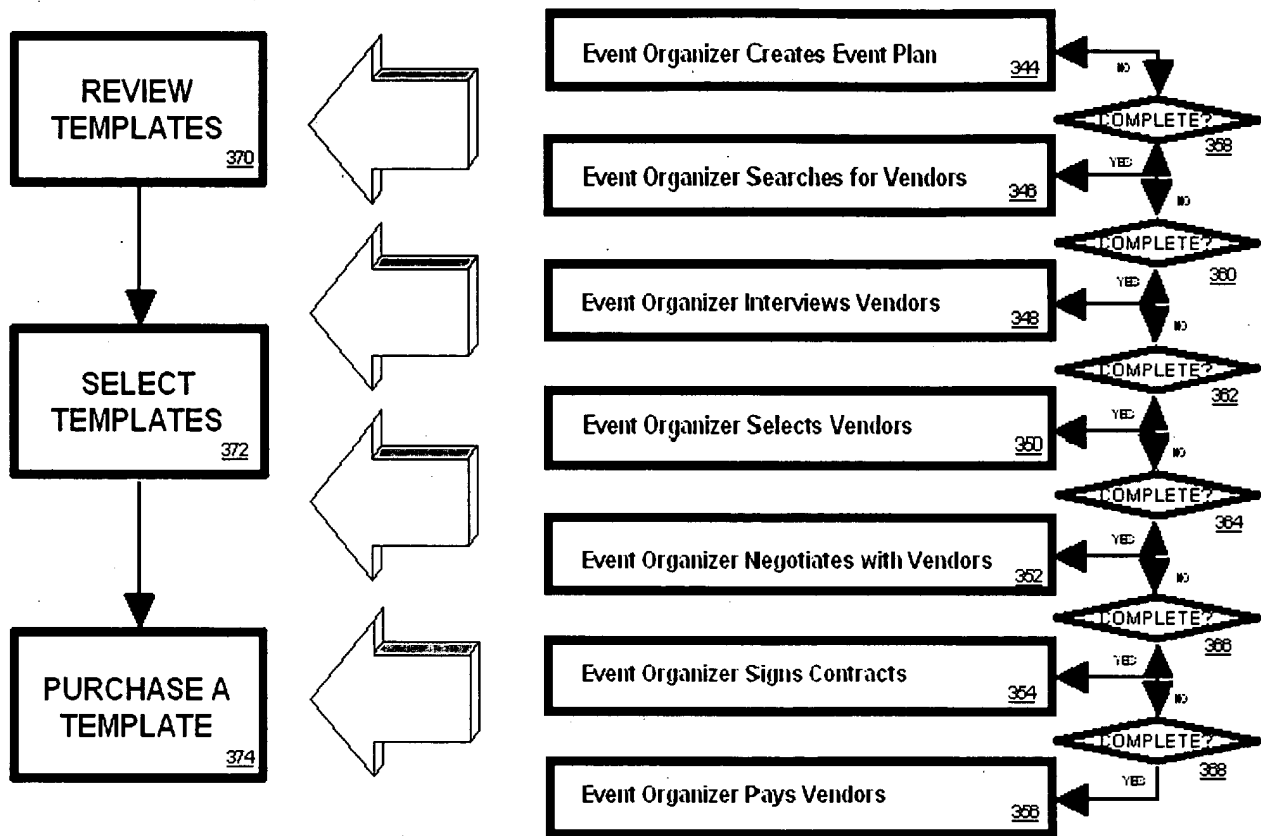 REVIEW
TEMPLATES
370
SELECT
TEMPLATES
372
PURCHASE A
TEMPLATE
374
Event Organizer Creates Event Plan
344
NO
COMPLETE?
358
Event Organizer Searches for Vendors
346
YES
NO
COMPLETE?
360
Event Organizer Interviews Vendors
348
YES
NO
COMPLETE?
362
Event Organizer Selects Vendors
350
YES
NO
COMPLETE?
364
Event Organizer Negotiates with Vendors
352
YES
NO
COMPLETE?
366
Event Organizer Signs Contracts
354
YES
NO
COMPLETE?
368
Event Organizer Pays Vendors
356
YES